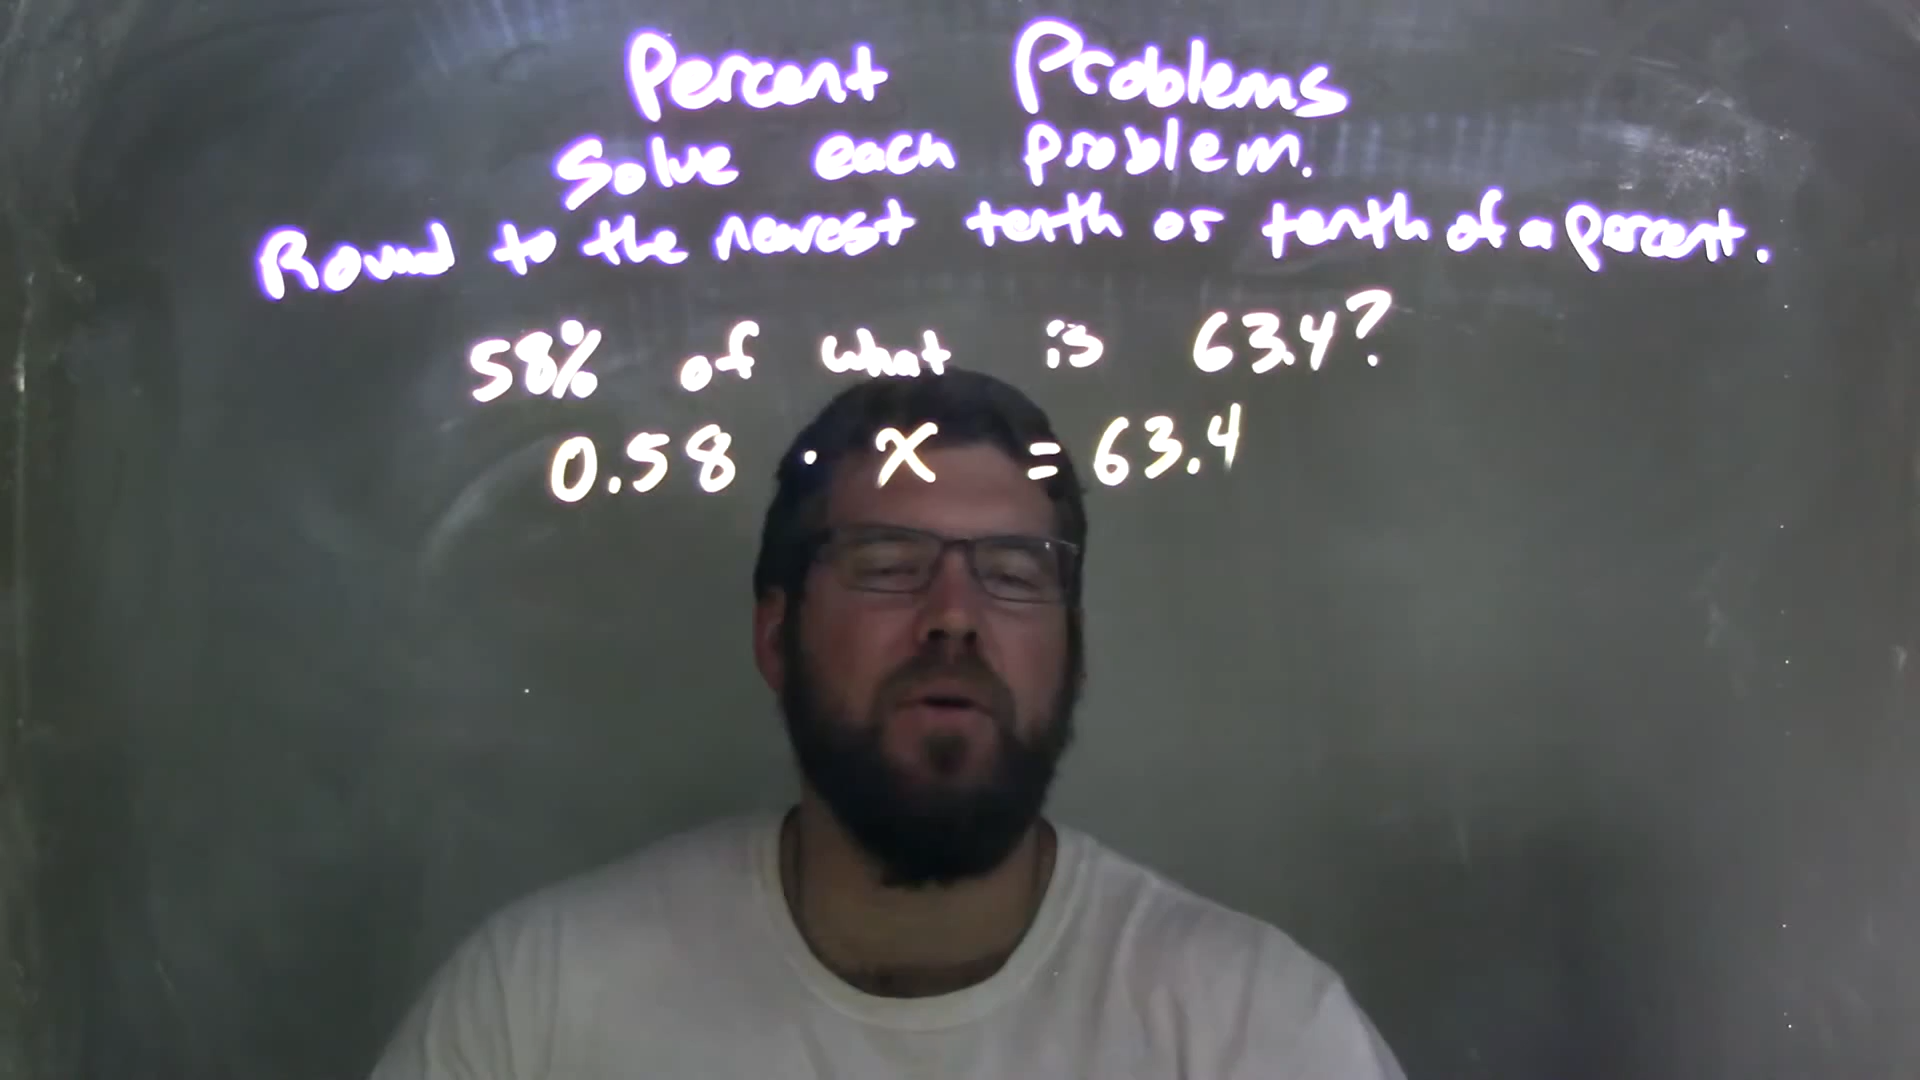 Percent Problems
Solve each problem.
Round to the nearest tenth or tenth of a percent.
58% of what is 63.4?
0.58 · x = 63.4